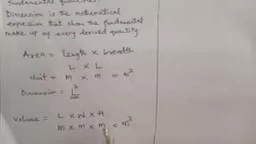 fundamental
Dimension is the mathematical
expression that show the fundamental
make up of every derived quantity
Area = length x breadth
L x L
Unit = m x m = m²
Dimension = L²
Volume = L x W x H
M x m x m = m³